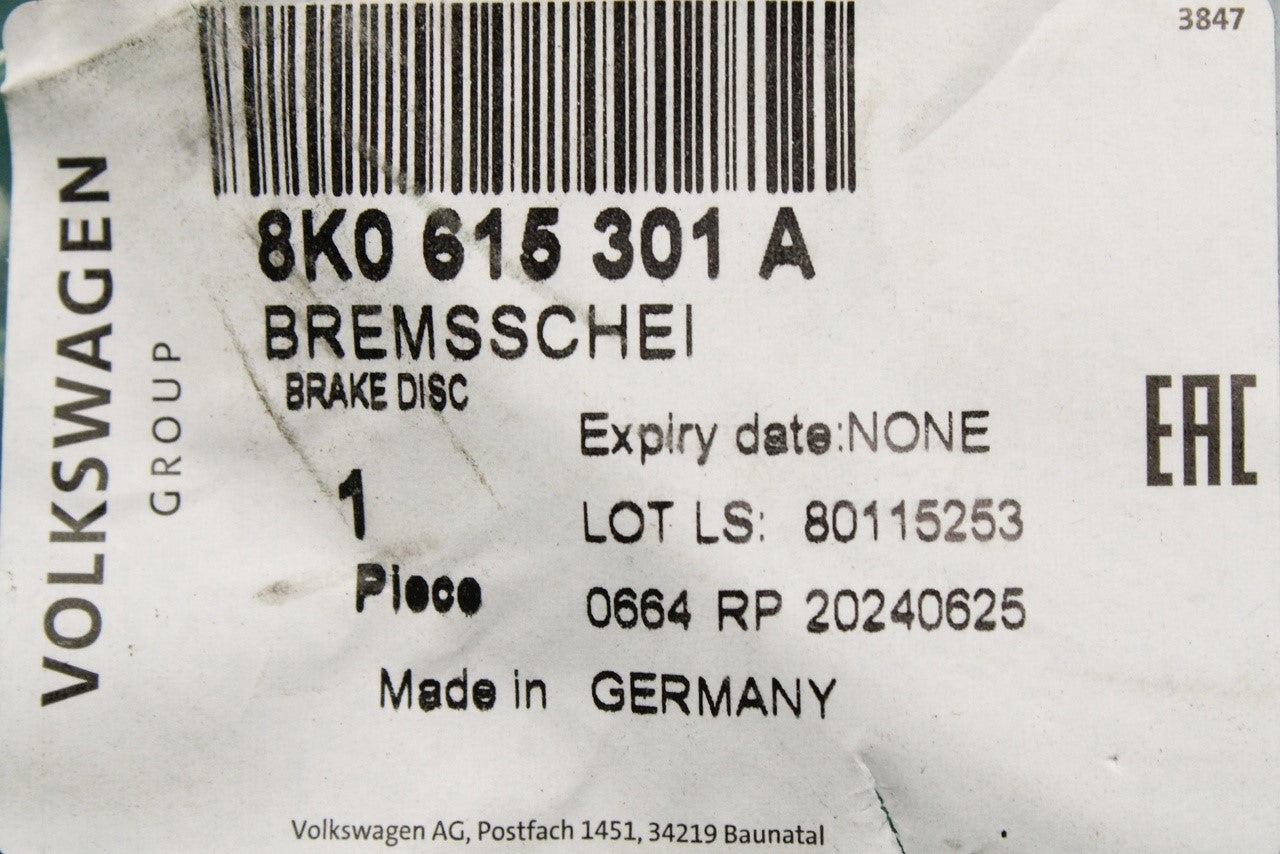 3847
8K0 615 301 A
BREMSSCHEI
BRAKE DISC
Expiry date:NONE
1
LOT LS: 80115253
Piece
0664 RP 20240625
Made in GERMANY
VOLKSWAGEN
GROUP
EAC
Volkswagen AG, Postfach 1451, 34219 Baunatal